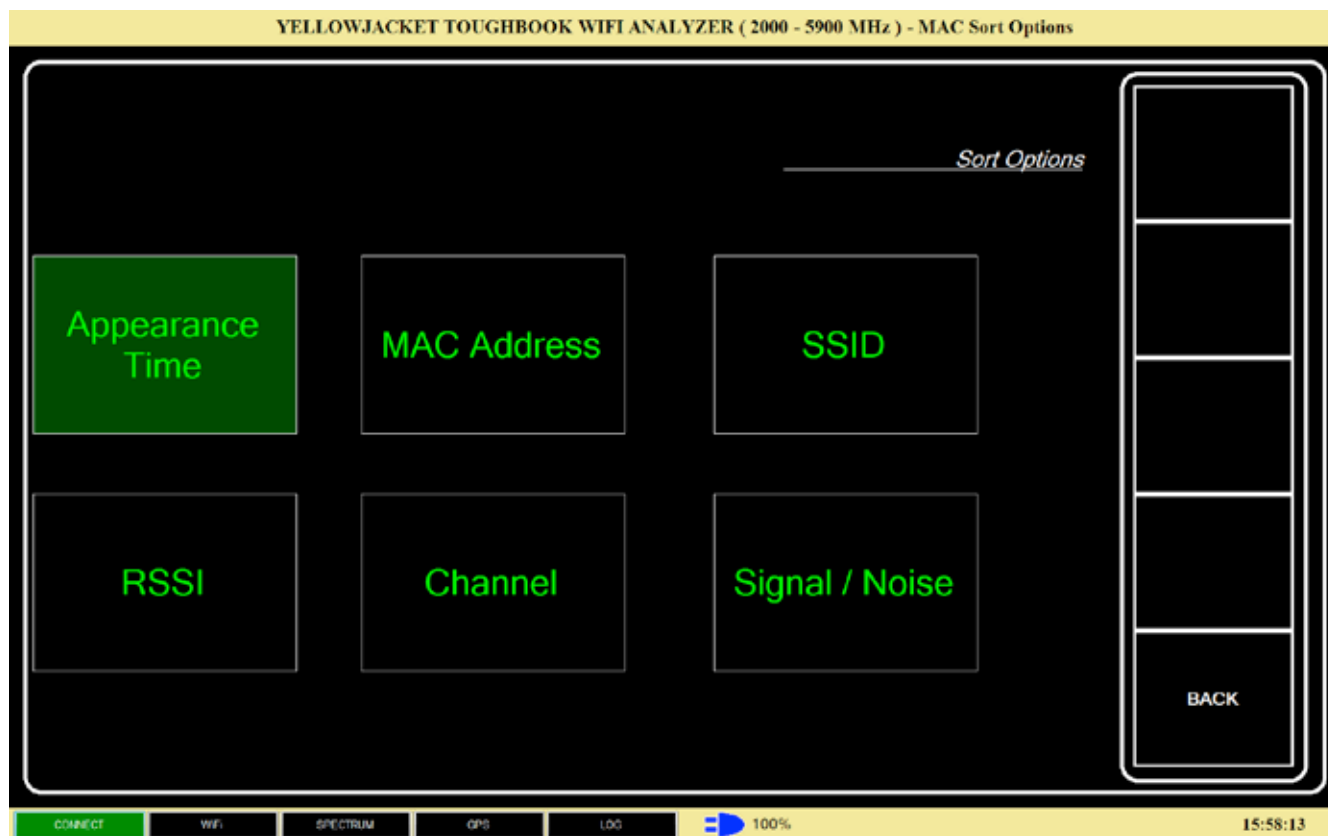 YELLOWJACKET TOUGHBOOK WIFI ANALYZER ( 2000 - 5900 MHz ) - MAC Sort Options
Sort Options
Appearance
Time
MAC Address
SSID
RSSI
Channel
Signal / Noise
BACK
CONNECT
WiFi
SPECTRUM
GPS
LOG
100%
15:58:13